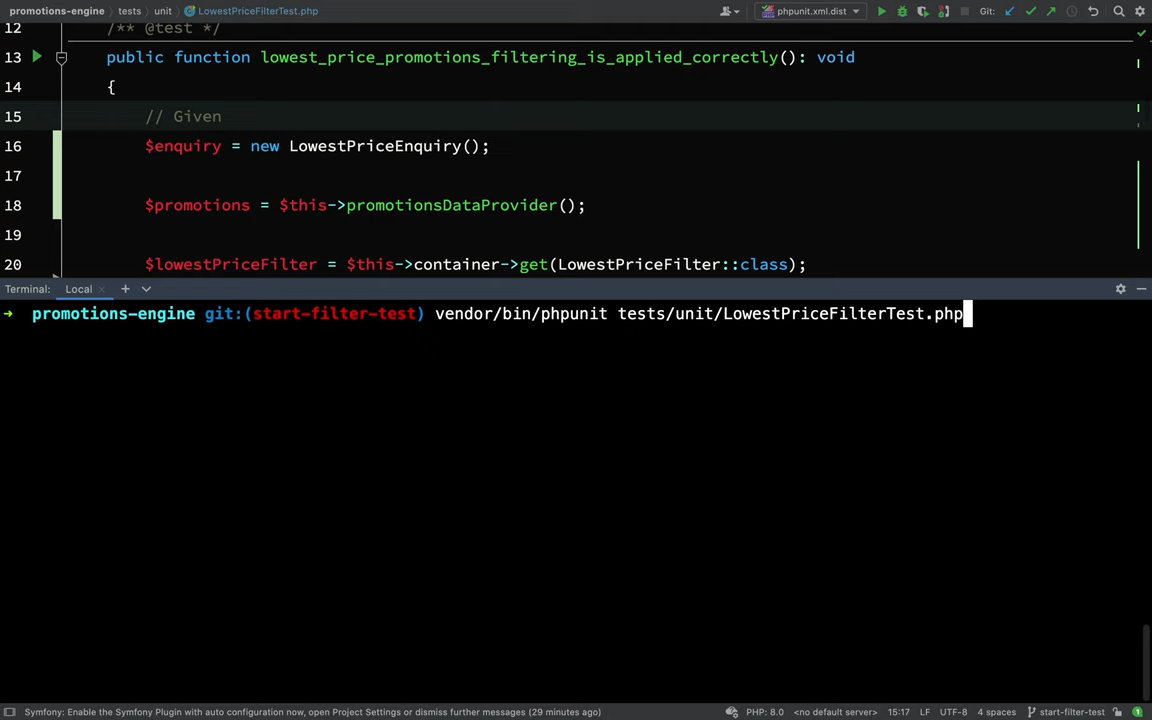 promotions-engine › tests › unit › LowestPriceFilterTest.php
phpunit.xml.dist
Git:
12 /** @test */
13 public function lowest_price_promotions_filtering_is_applied_correctly(): void
14 {
15 // Given
16 $enquiry = new LowestPriceEnquiry();
17
18 $promotions = $this->promotionsDataProvider();
19
20 $lowestPriceFilter = $this->container->get(LowestPriceFilter::class);
Terminal: Local × +
→ promotions-engine git:(start-filter-test) vendor/bin/phpunit tests/unit/LowestPriceFilterTest.php
Symfony: Enable the Symfony Plugin with auto configuration now, open Project Settings or dismiss further messages (29 minutes ago) PHP: 8.0 <no default server> 15:17 LF UTF-8 4 spaces start-filter-test